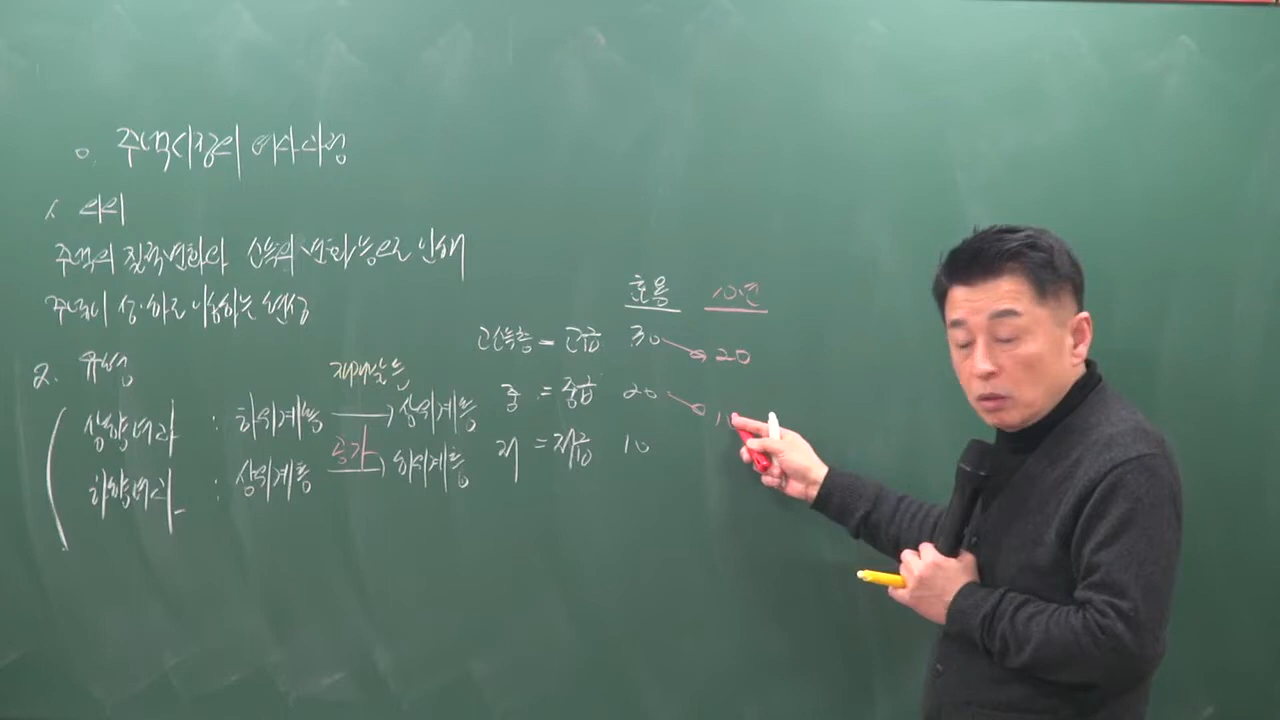 o. 주택시장의 여과과정
1. 의의
주택의 질적변화와 소득의 변화 등으로 인해
주택이 상·하로 이동하는 현상
2. 유형
상향여과 : 하위계층 재개발 등 → 상위계층
하향여과 : 상위계층 증가 → 하위계층
효용 10년
고소득층 = 고급 30 20
중 = 중급 20 10
저 = 저급 10